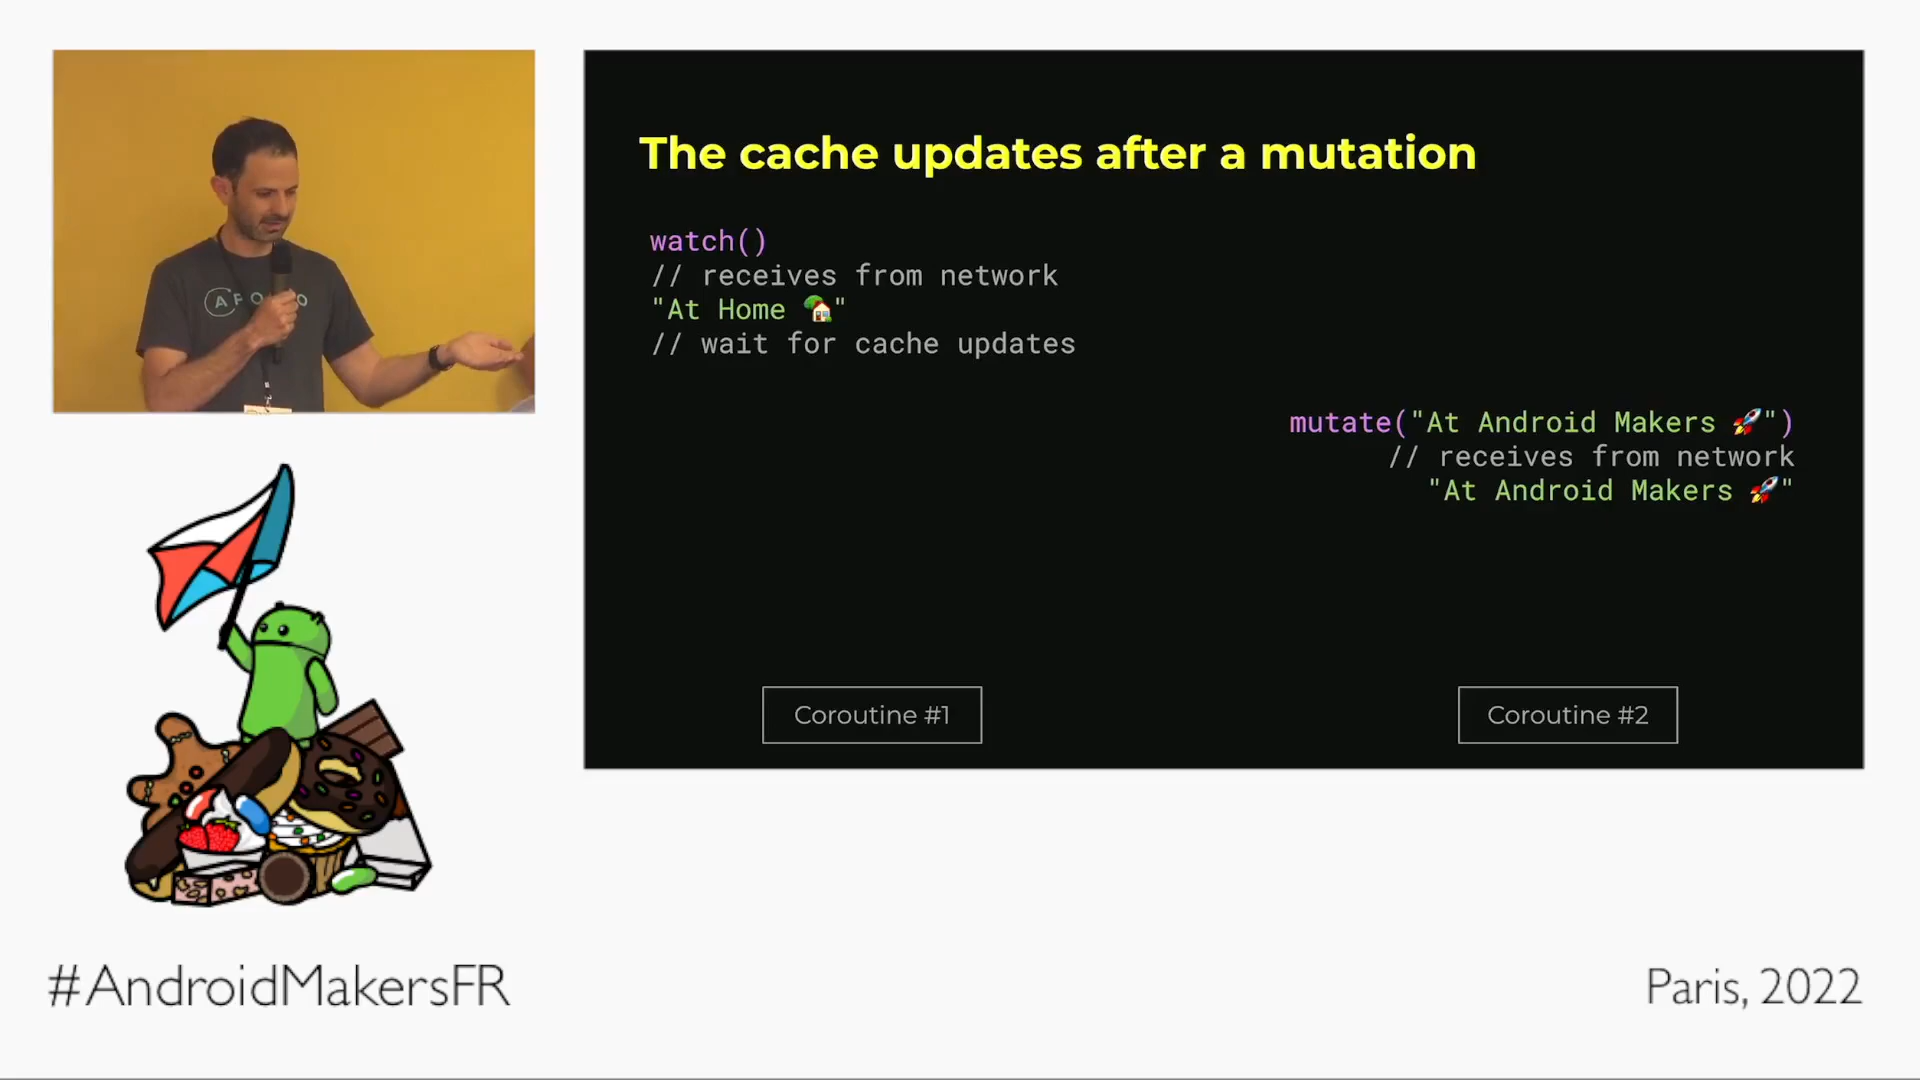 APOLLO
The cache updates after a mutation
watch()
// receives from network
"At Home 🏡"
// wait for cache updates
mutate("At Android Makers 🚀")
// receives from network
"At Android Makers 🚀"
Coroutine #1
Coroutine #2
#AndroidMakersFR
Paris, 2022